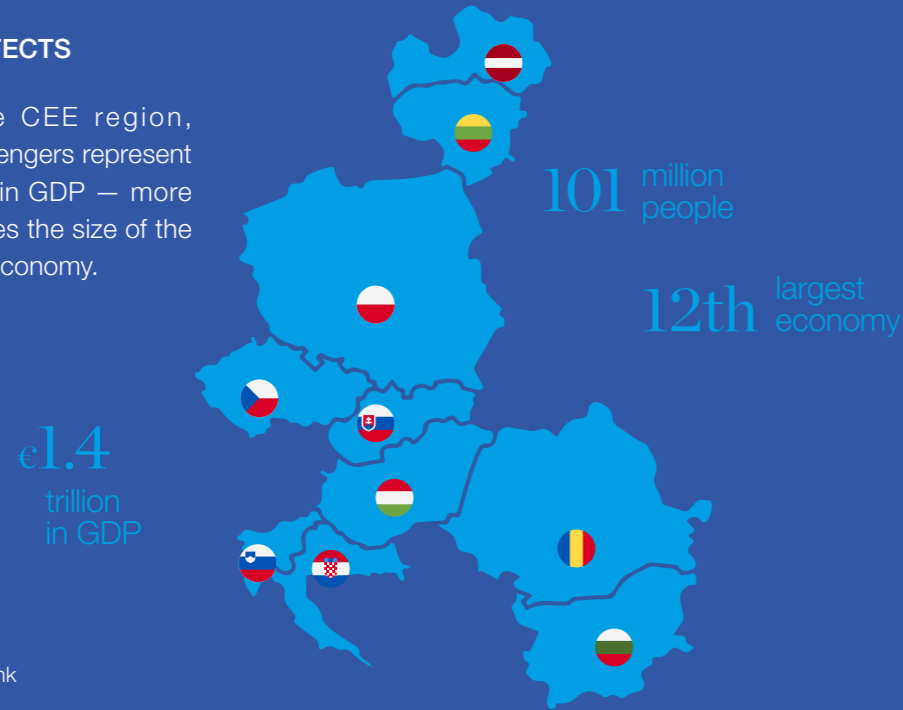 FECTS
CEE region,
engers represent
in GDP — more
es the size of the
conomy.
101 million
people
12th largest
economy
€1.4
trillion
in GDP
nk